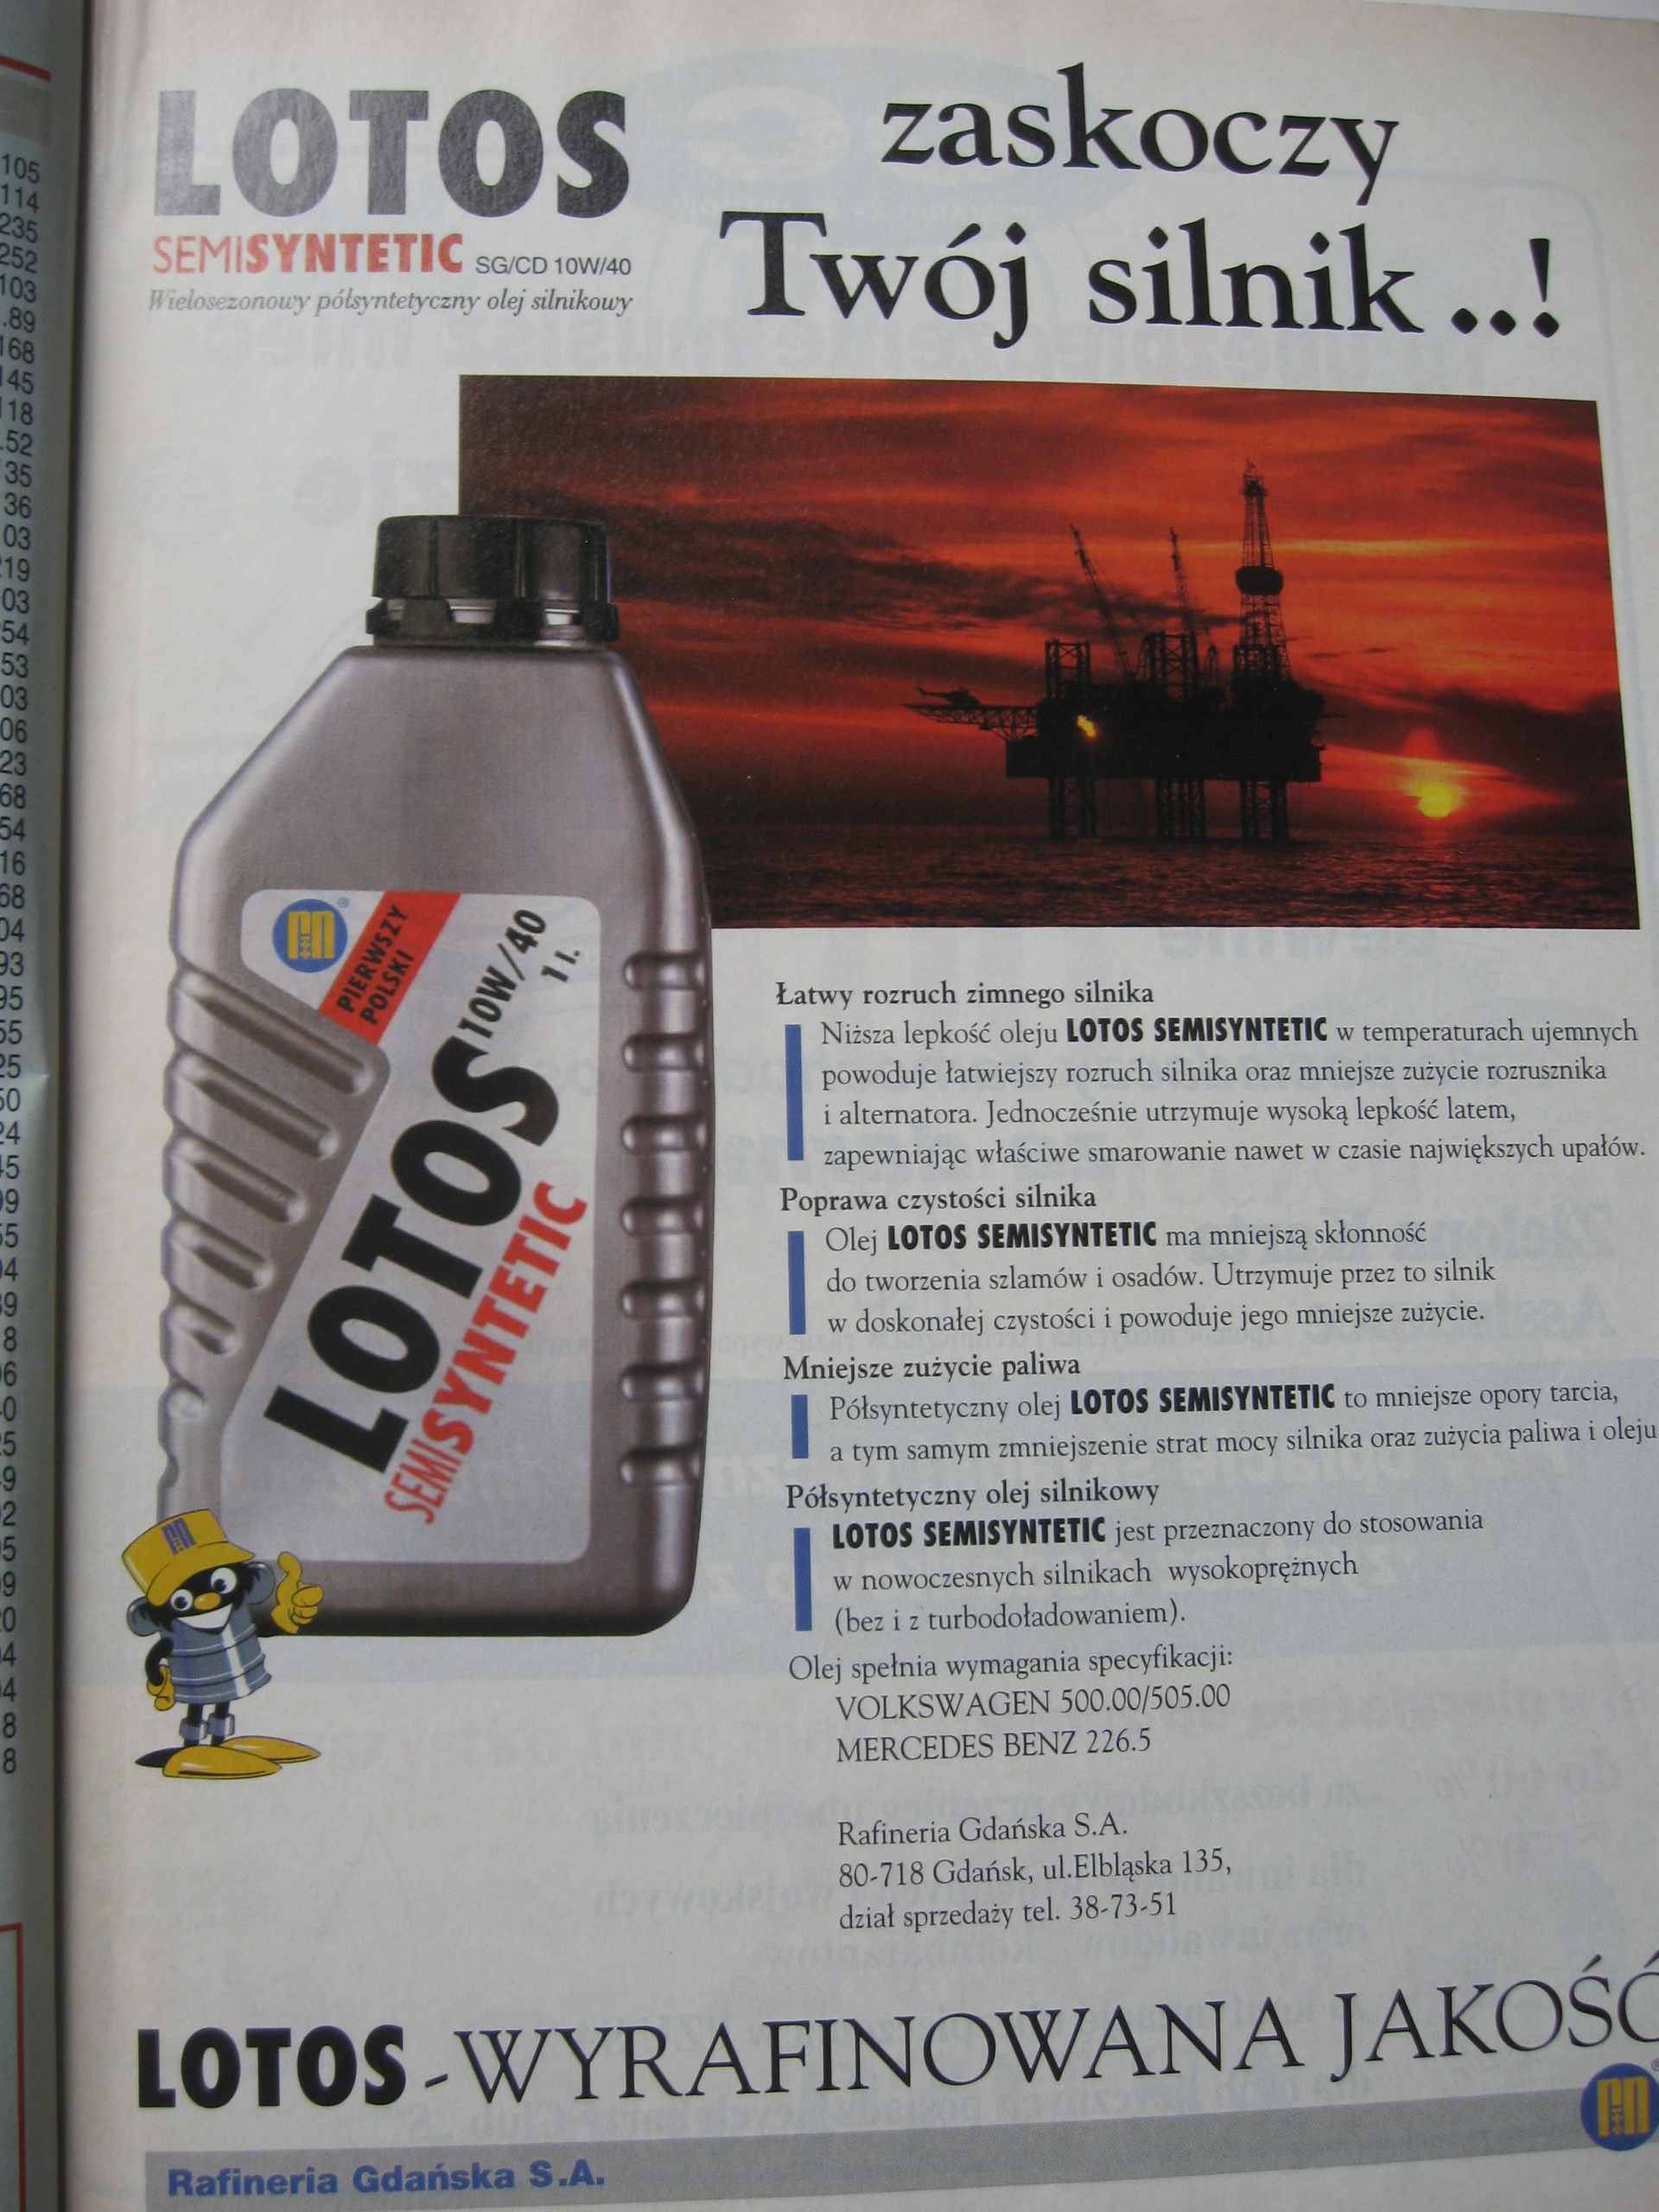 LOTOS
SEMISYNTETIC SG/CD 10W/40
Wielosezonowy półsyntetyczny olej silnikowy
zaskoczy
Twój silnik ..!
PIERWSZY
POLSKI
10W/40
1 l.
LOTOS
SEMISYNTETIC
Łatwy rozruch zimnego silnika
Niższa lepkość oleju LOTOS SEMISYNTETIC w temperaturach ujemnych
powoduje łatwiejszy rozruch silnika oraz mniejsze zużycie rozrusznika
i alternatora. Jednocześnie utrzymuje wysoką lepkość latem,
zapewniając właściwe smarowanie nawet w czasie największych upałów.
Poprawa czystości silnika
Olej LOTOS SEMISYNTETIC ma mniejszą skłonność
do tworzenia szlamów i osadów. Utrzymuje przez to silnik
w doskonałej czystości i powoduje jego mniejsze zużycie.
Mniejsze zużycie paliwa
Półsyntetyczny olej LOTOS SEMISYNTETIC to mniejsze opory tarcia,
a tym samym zmniejszenie strat mocy silnika oraz zużycia paliwa i oleju
Półsyntetyczny olej silnikowy
LOTOS SEMISYNTETIC jest przeznaczony do stosowania
w nowoczesnych silnikach wysokoprężnych
(bez i z turbodoładowaniem).
Olej spełnia wymagania specyfikacji:
VOLKSWAGEN 500.00/505.00
MERCEDES BENZ 226.5
Rafineria Gdańska S.A.
80-718 Gdańsk, ul.Elbląska 135,
dział sprzedaży tel. 38-73-51
LOTOS - WYRAFINOWANA JAKOŚĆ
Rafineria Gdańska S.A.